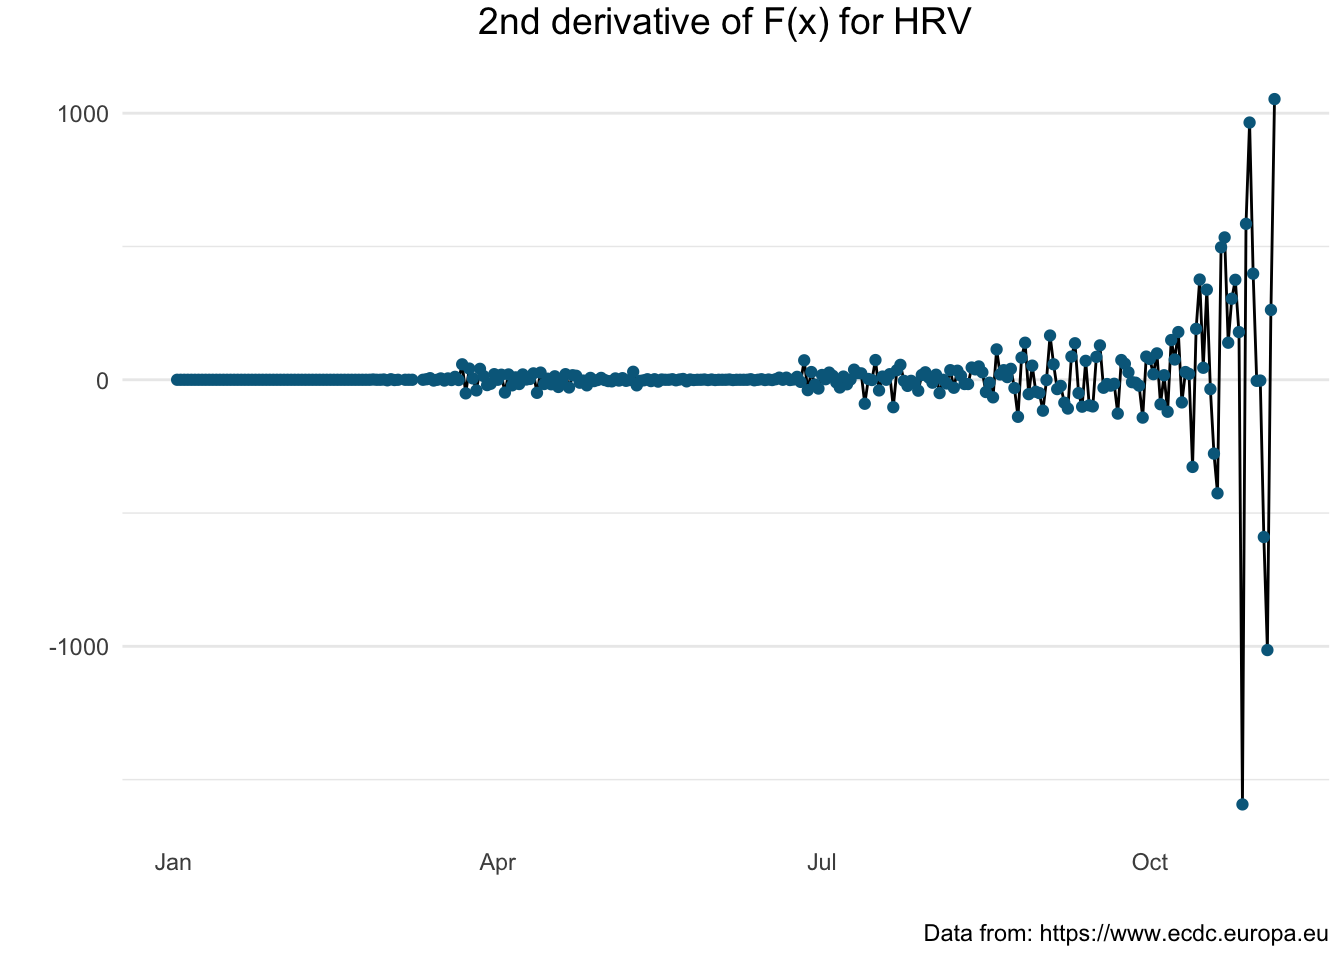 2nd derivative of F(x) for HRV
1000
0
-1000
Jan Apr Jul Oct
Data from: https://www.ecdc.europa.eu